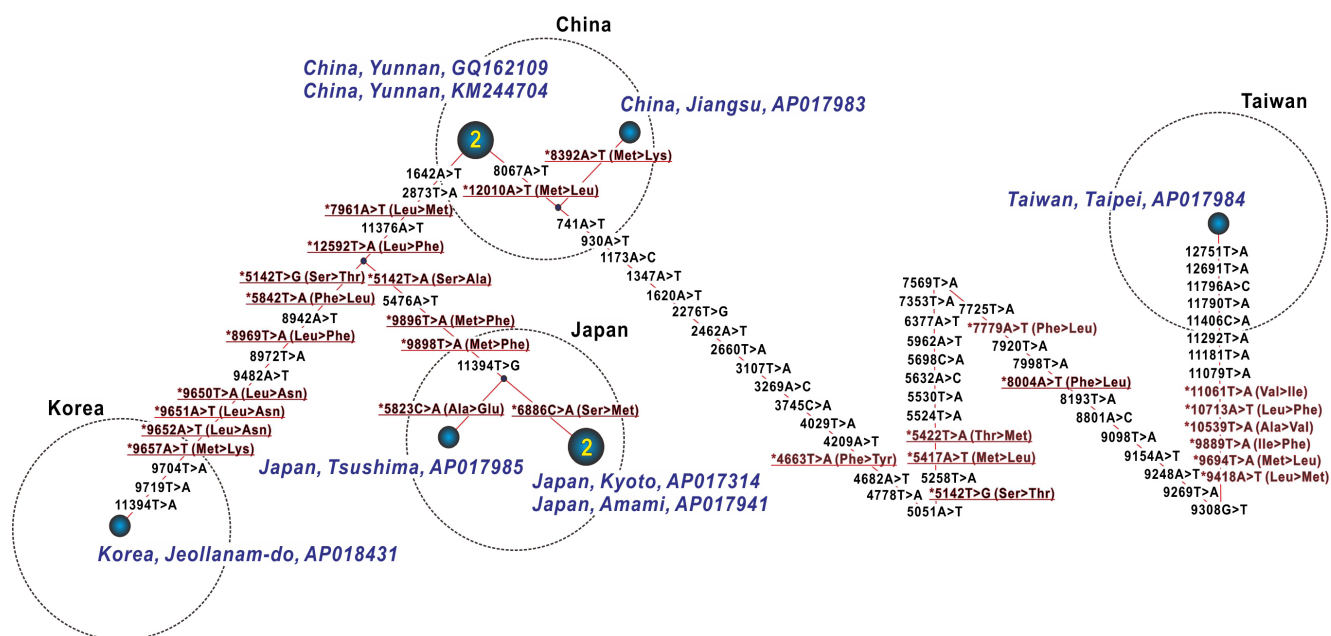 China
China, Yunnan, GQ162109
China, Yunnan, KM244704
China, Jiangsu, AP017983
2
*8392A>T (Met>Lys)
8067A>T
*12010A>T (Met>Leu)
1642A>T
2873T>A
*7961A>T (Leu>Met)
11376A>T
*12592T>A (Leu>Phe)
*5142T>G (Ser>Thr)
*5842T>A (Phe>Leu)
8942A>T
*8969T>A (Leu>Phe)
8972T>A
9482A>T
*9650T>A (Leu>Asn)
*9651A>T (Leu>Asn)
*9652A>T (Leu>Asn)
*9657A>T (Met>Lys)
9704T>A
9719T>A
11394T>A
Korea
Korea, Jeollanam-do, AP018431
*5142T>A (Ser>Ala)
5476A>T
*9896T>A (Met>Phe)
*9898T>A (Met>Phe)
11394T>G
Japan
*5823C>A (Ala>Glu)
*6886C>A (Ser>Met)
2
Japan, Tsushima, AP017985
Japan, Kyoto, AP017314
Japan, Amami, AP017941
741A>T
930A>T
1173A>C
1347A>T
1620A>T
2276T>G
2462T>A
2660T>A
3107T>A
3269A>C
3745C>A
4029T>A
4209A>T
*4663T>A (Phe>Tyr)
4682A>T
4778T>A
5051A>T
*5142T>G (Ser>Thr)
5258T>A
*5417A>T (Met>Leu)
*5422T>A (Thr>Met)
5524T>A
5530T>A
5632A>C
5698C>A
5962A>T
6377A>T
7353T>A
7569T>A
7725T>A
*7779A>T (Phe>Leu)
7920T>A
7998T>A
*8004A>T (Phe>Leu)
8193T>A
8801A>C
9098T>A
9154A>T
9248A>T
9269T>A
9308G>T
Taiwan
Taiwan, Taipei, AP017984
12751T>A
12691T>A
11796A>C
11790T>A
11406C>A
11292T>A
11181T>A
11079T>A
*11061T>A (Val>Ile)
*10713A>T (Leu>Phe)
*10539T>A (Ala>Val)
*9889T>A (Ile>Phe)
*9694T>A (Met>Leu)
*9418A>T (Leu>Met)